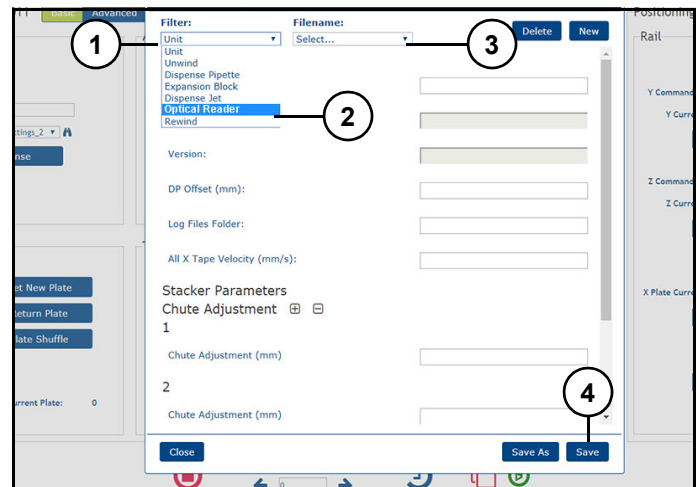 Basic
Advanced
Filter:
Filename:
Unit
Select...
Delete
New
1
3
Unit
Unwind
Dispense Pipette
Expansion Block
Dispense Jet
Optical Reader
Rewind
2
Version:
DP Offset (mm):
Log Files Folder:
All X Tape Velocity (mm/s):
Stacker Parameters
Chute Adjustment
1
Chute Adjustment (mm)
2
Chute Adjustment (mm)
4
Close
Save As
Save
ttings_2
nse
et New Plate
Return Plate
late Shuffle
urrent Plate:
0
0
Positioning
Rail
Y Command
Y Curre
Z Command
Z Curre
X Plate Curre